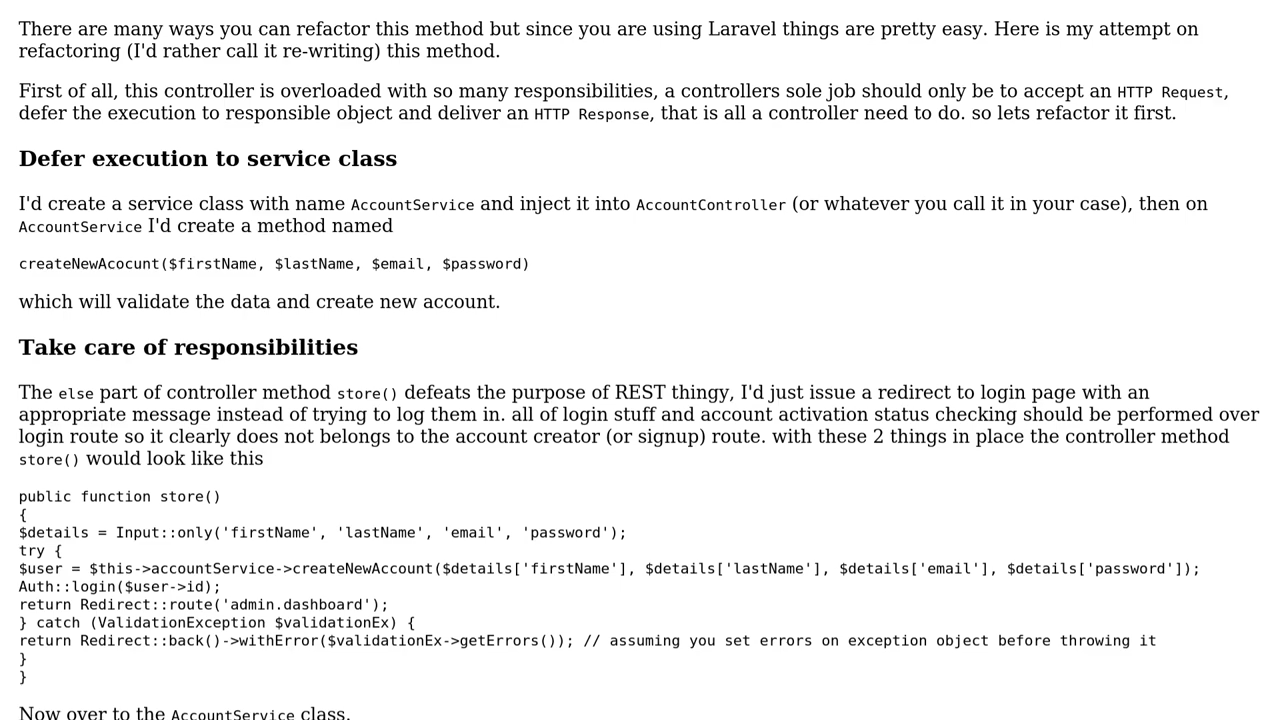 There are many ways you can refactor this method but since you are using Laravel things are pretty easy. Here is my attempt on
refactoring (I'd rather call it re-writing) this method.
First of all, this controller is overloaded with so many responsibilities, a controllers sole job should only be to accept an HTTP Request,
defer the execution to responsible object and deliver an HTTP Response, that is all a controller need to do. so lets refactor it first.
Defer execution to service class
I'd create a service class with name AccountService and inject it into AccountController (or whatever you call it in your case), then on
AccountService I'd create a method named
createNewAcocunt($firstName, $lastName, $email, $password)
which will validate the data and create new account.
Take care of responsibilities
The else part of controller method store() defeats the purpose of REST thingy, I'd just issue a redirect to login page with an
appropriate message instead of trying to log them in. all of login stuff and account activation status checking should be performed over
login route so it clearly does not belongs to the account creator (or signup) route. with these 2 things in place the controller method
store() would look like this
public function store()
{
$details = Input::only('firstName', 'lastName', 'email', 'password');
try {
$user = $this->accountService->createNewAccount($details['firstName'], $details['lastName'], $details['email'], $details['password']);
Auth::login($user->id);
return Redirect::route('admin.dashboard');
} catch (ValidationException $validationEx) {
return Redirect::back()->withError($validationEx->getErrors()); // assuming you set errors on exception object before throwing it
}
}
Now over to the AccountService class.